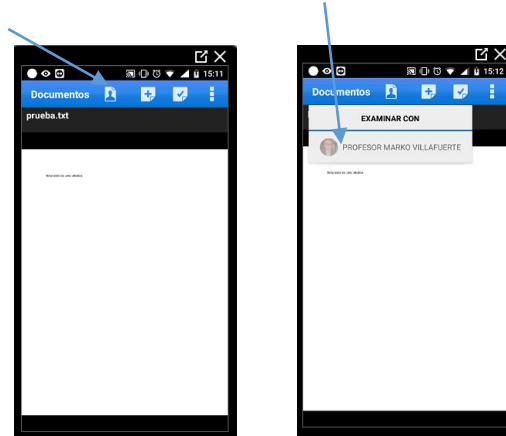 15:11
Documentos
prueba.txt
15:12
Documentos
EXAMINAR CON
PROFESOR MARKO VILLAFUERTE